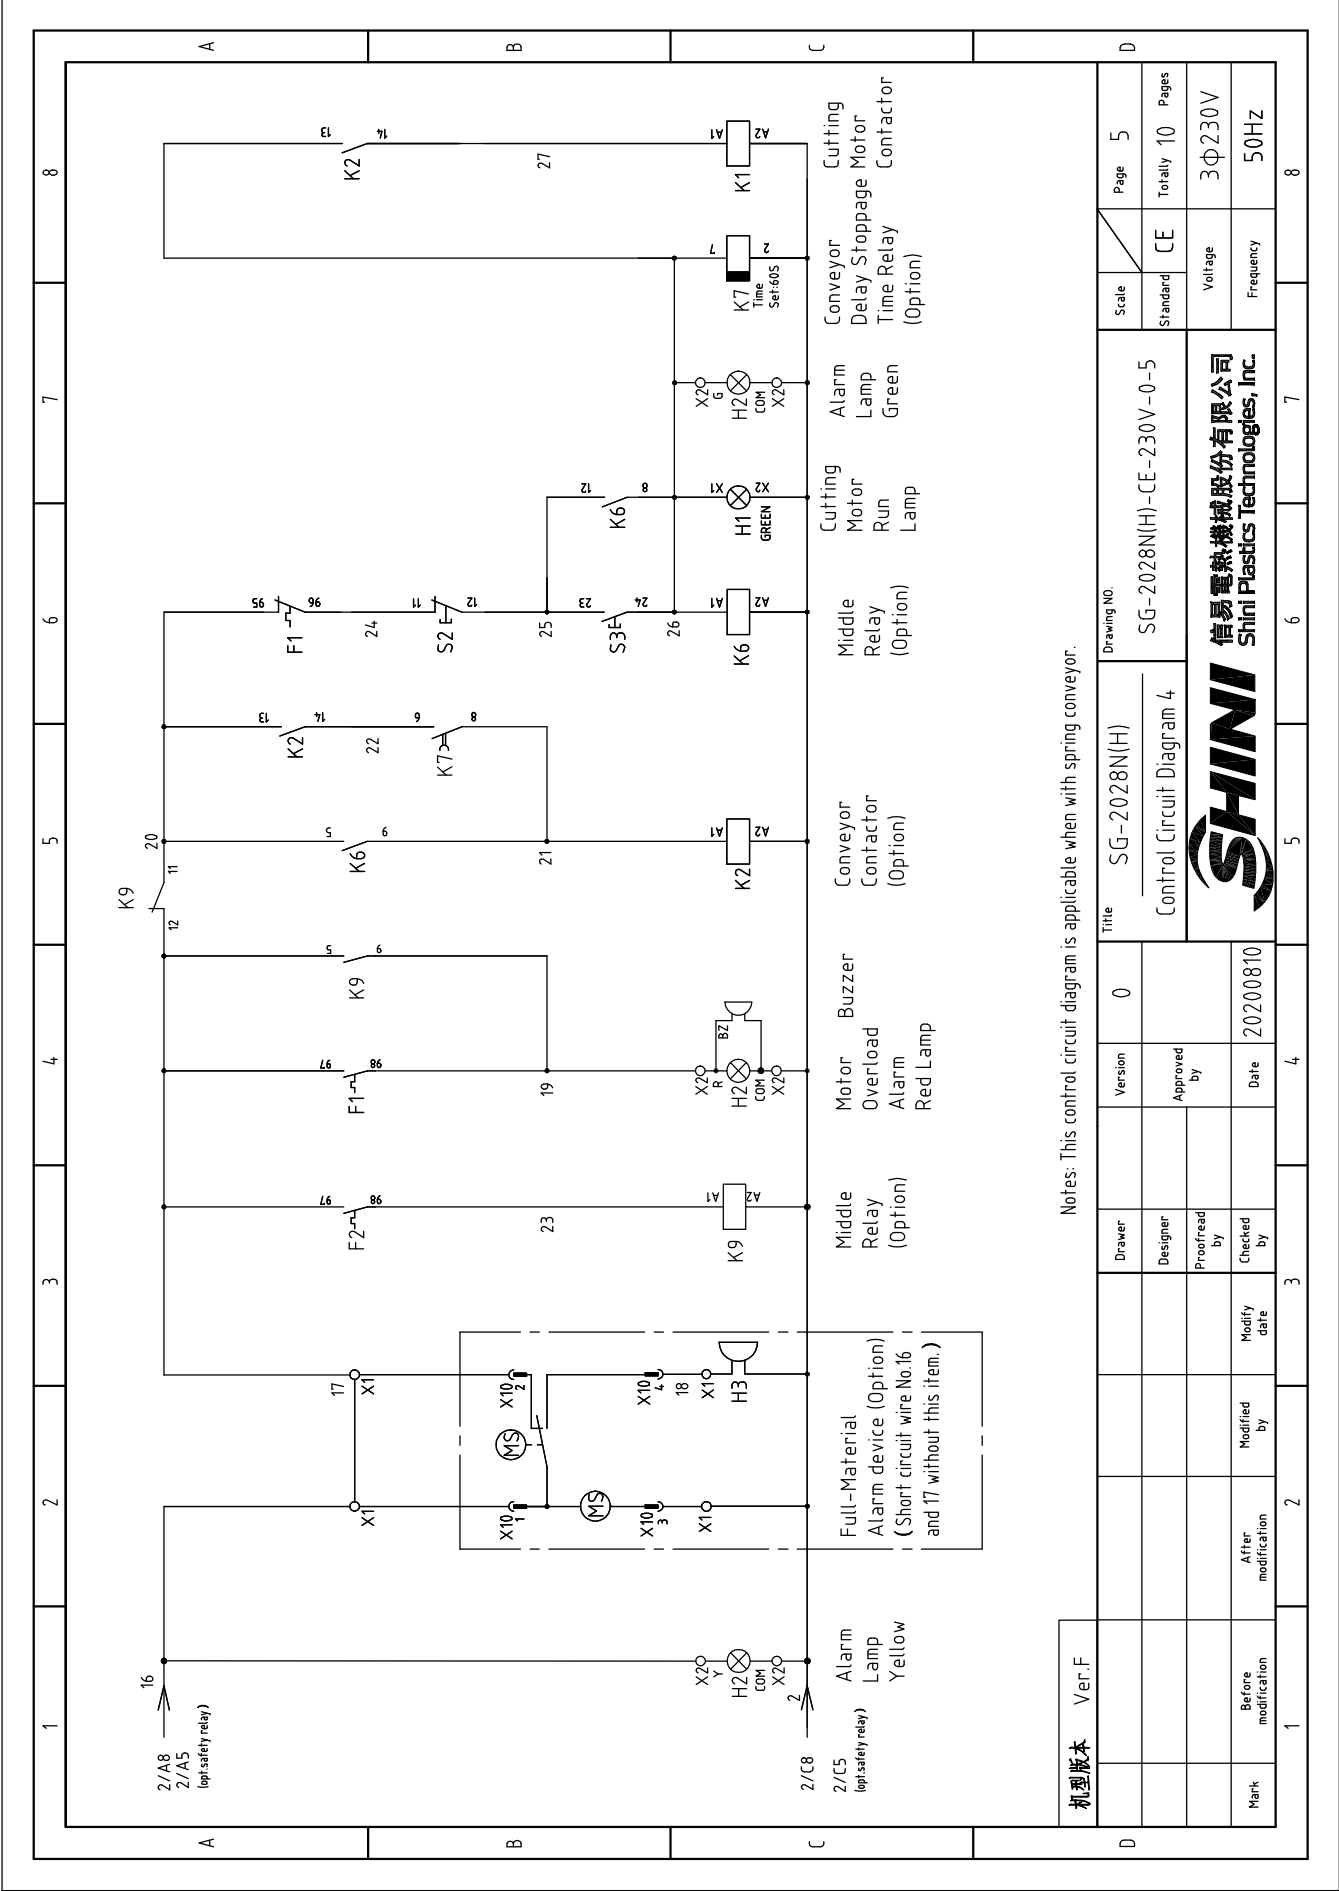 1
2
3
4
5
6
7
8
A
B
C
D
2/A8
2/A5
(opt.safety relay)
16
2/C8
2/C5
(opt.safety relay)
2
X2
Y
H2
COM
X2
Alarm
Lamp
Yellow
X1
17
X1
X10
1
X10
2
MS
MS
X10
3
X10
4
X1
18
X1
H3
Full-Material
Alarm device (Option)
(Short circuit wire No.16
and 17 without this item.)
F2
97
98
23
A1
A2
K9
Middle
Relay
(Option)
F1
97
98
19
X2
R
H2
COM
X2
BZ
Motor
Overload
Alarm
Red Lamp
Buzzer
K9
5
9
K9
12
11
20
K6
5
9
21
K2
A1
A2
Conveyor
Contactor
(Option)
K2
13
14
22
K7
6
8
F1
95
96
24
S2
11
12
25
S3
23
24
26
K6
A1
A2
Middle
Relay
(Option)
K6
12
8
H1
GREEN
X1
X2
Cutting
Motor
Run
Lamp
X2
G
H2
COM
X2
Alarm
Lamp
Green
K7
Time
Set:60S
7
2
Conveyor
Delay Stoppage
Time Relay
(Option)
K2
13
14
27
K1
A1
A2
Cutting
Motor
Contactor
Notes: This control circuit diagram is applicable when with spring conveyor.
机型版本 Ver.F
Mark
Before
modification
After
modification
Modified
by
Modify
date
Drawer
Designer
Proofread
by
Checked
by
Version
0
Approved
by
Date
20200810
Title
SG-2028N(H)
Control Circuit Diagram 4
Drawing NO.
SG-2028N(H)-CE-230V-0-5
SHINI
信易電熱機械股份有限公司
Shini Plastics Technologies, Inc.
Scale
Page 5
Standard
CE
Totally 10 Pages
Voltage
3Φ230V
Frequency
50Hz
A
B
C
D
1
2
3
4
5
6
7
8